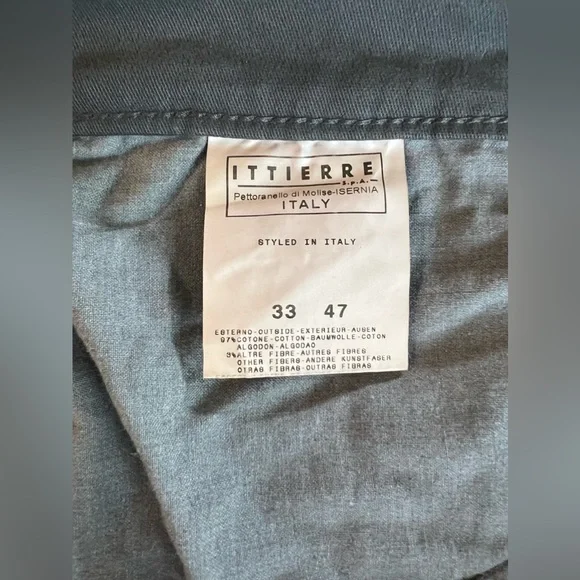 ITTIERRE
S.p.A.
Pettoranello di Molise-ISERNIA
ITALY
STYLED IN ITALY
33 47
ESTERNO-OUTSIDE-EXTERIEUR-AUSEN
97%COTONE-COTTON-BAUMWOLLE-COTON
ALGODON-ALGODAO
3%ALTRE FIBRE-AUTRES FIBRES
OTHER FIBERS-ANDERE KUNSTFASER
OTRAS FIBRAS-OUTRAS FIBRAS